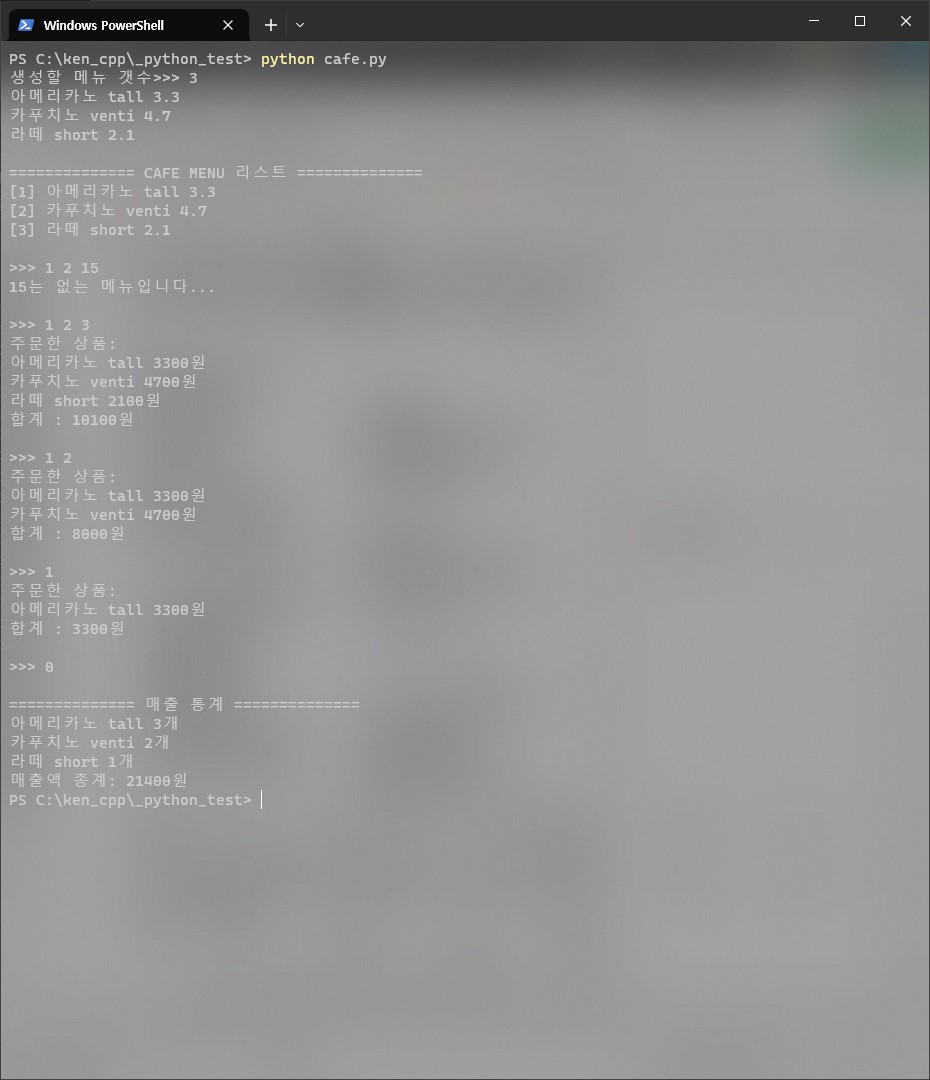 Windows PowerShell
PS C:\ken_cpp\_python_test> python cafe.py
생성할 메뉴 갯수>>> 3
아메리카노 tall 3.3
카푸치노 venti 4.7
라떼 short 2.1
============== CAFE MENU 리스트 ==============
[1] 아메리카노 tall 3.3
[2] 카푸치노 venti 4.7
[3] 라떼 short 2.1
>>> 1 2 15
15는 없는 메뉴입니다...
>>> 1 2 3
주문한 상품:
아메리카노 tall 3300원
카푸치노 venti 4700원
라떼 short 2100원
합계 : 10100원
>>> 1 2
주문한 상품:
아메리카노 tall 3300원
카푸치노 venti 4700원
합계 : 8000원
>>> 1
주문한 상품:
아메리카노 tall 3300원
합계 : 3300원
>>> 0
============== 매출 통계 ==============
아메리카노 tall 3개
카푸치노 venti 2개
라떼 short 1개
매출액 총계: 21400원
PS C:\ken_cpp\_python_test>